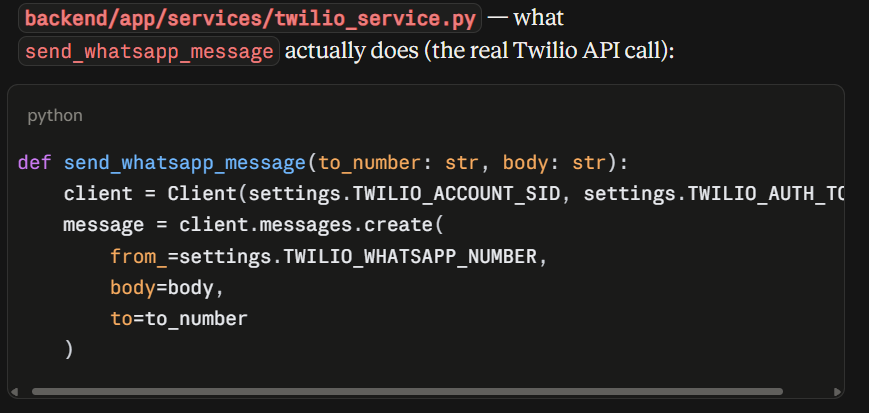 backend/app/services/twilio_service.py — what
send_whatsapp_message actually does (the real Twilio API call):
python
def send_whatsapp_message(to_number: str, body: str):
    client = Client(settings.TWILIO_ACCOUNT_SID, settings.TWILIO_AUTH_TO
    message = client.messages.create(
        from_=settings.TWILIO_WHATSAPP_NUMBER,
        body=body,
        to=to_number
    )